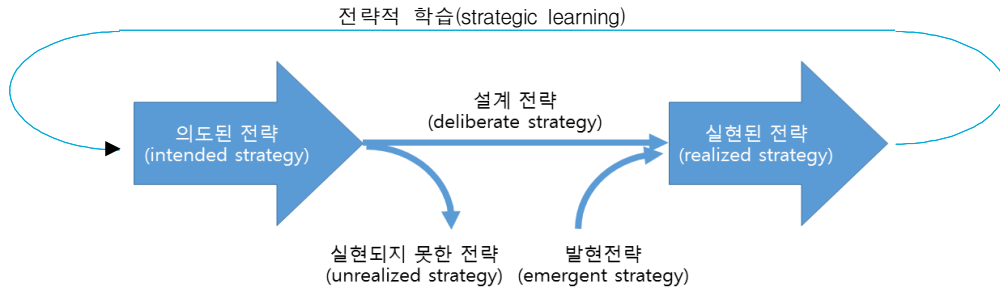 전략적 학습(strategic learning)
의도된 전략
(intended strategy)
설계 전략
(deliberate strategy)
실현된 전략
(realized strategy)
실현되지 못한 전략
(unrealized strategy)
발현전략
(emergent strategy)